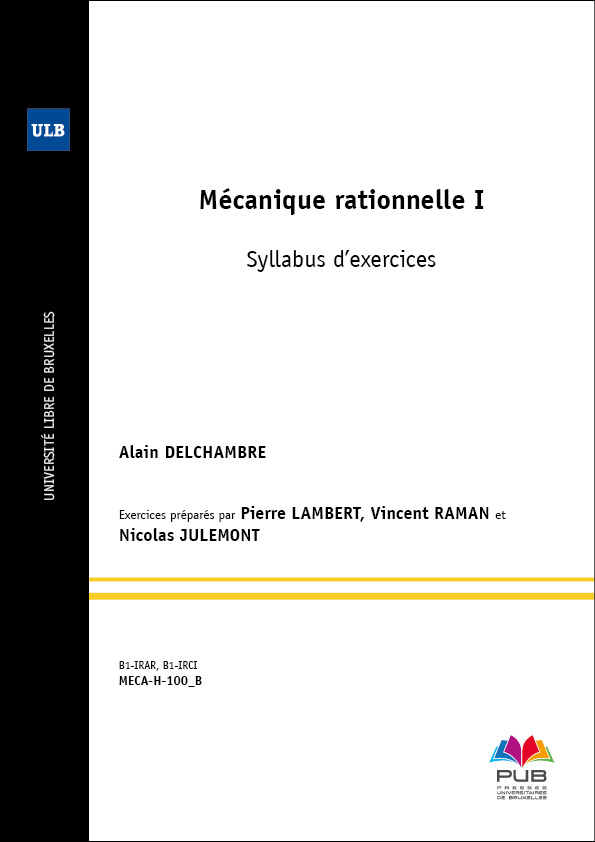 ULB
Mécanique rationnelle I
Syllabus d'exercices
UNIVERSITÉ LIBRE DE BRUXELLES
Alain DELCHAMBRE
Exercices préparés par Pierre LAMBERT, Vincent RAMAN et
Nicolas JULEMONT
B1-IRAR, B1-IRCI
MECA-H-100_B
PUB
PRESSES
UNIVERSITAIRES
DE BRUXELLES